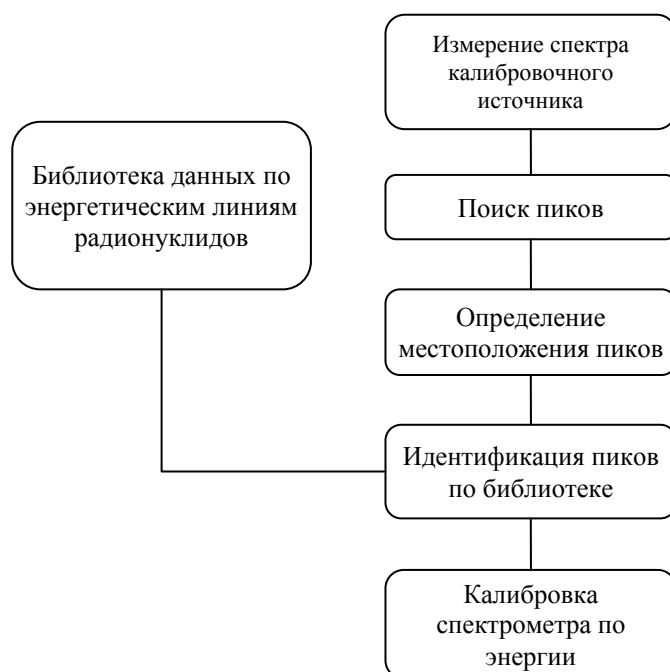 Измерение спектра
калибровочного
источника
Библиотека данных по
энергетическим линиям
радионуклидов
Поиск пиков
Определение
местоположения пиков
Идентификация пиков
по библиотеке
Калибровка
спектрометра по
энергии